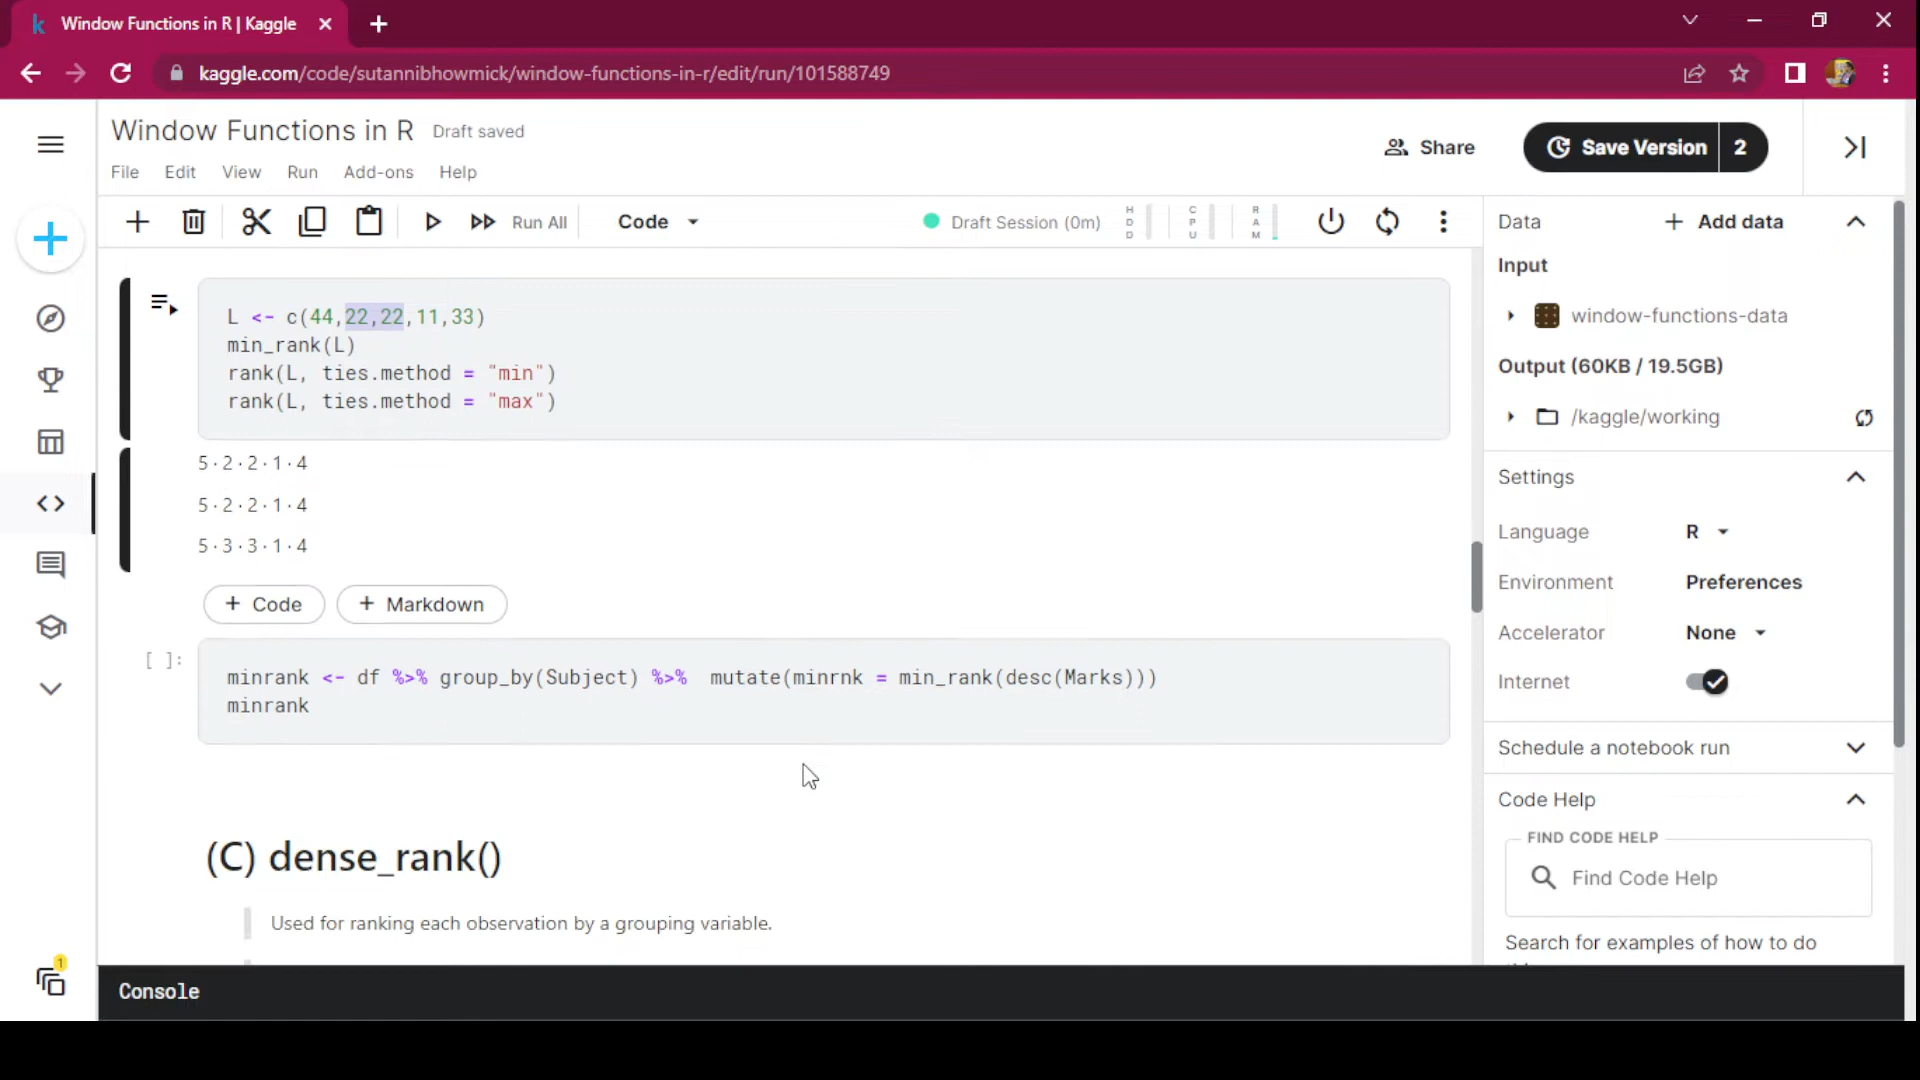 Window Functions in R | Kaggle
kaggle.com/code/sutannibhowmick/window-functions-in-r/edit/run/101588749
Window Functions in R Draft saved
File Edit View Run Add-ons Help
Share
Save Version 2
Run All
Code
Draft Session (0m)
HDD
CPU
RAM
L <- c(44,22,22,11,33)
min_rank(L)
rank(L, ties.method = "min")
rank(L, ties.method = "max")
5·2·2·1·4
5·2·2·1·4
5·3·3·1·4
+ Code + Markdown
[ ]:
minrank <- df %>% group_by(Subject) %>%  mutate(minrnk = min_rank(desc(Marks)))
minrank
(C) dense_rank()
Used for ranking each observation by a grouping variable.
Console
1
Data
+ Add data
Input
window-functions-data
Output (60KB / 19.5GB)
/kaggle/working
Settings
Language R
Environment Preferences
Accelerator None
Internet
Schedule a notebook run
Code Help
FIND CODE HELP
Find Code Help
Search for examples of how to do